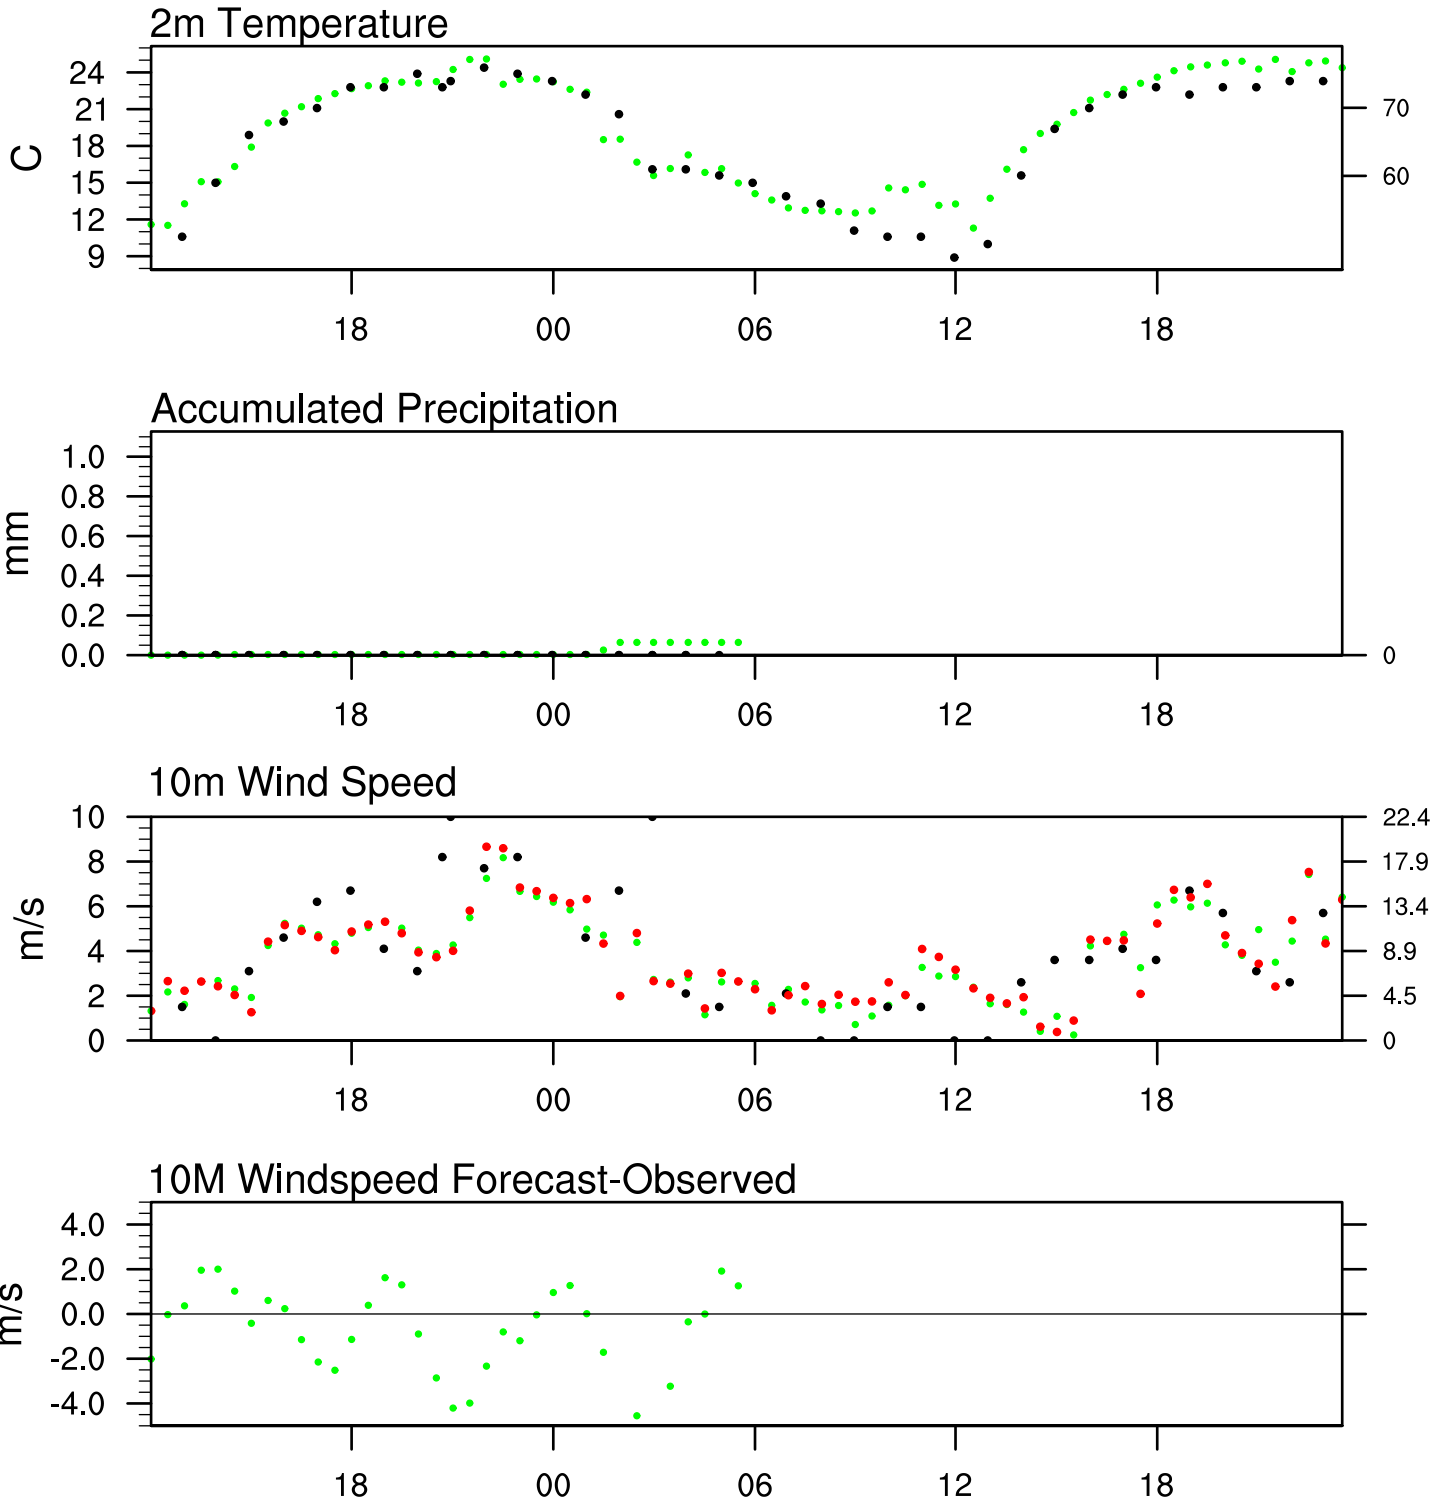 2m Temperature
24
21
18
15
12
9
C
70
60
18 00 06 12 18
Accumulated Precipitation
1.0
0.8
0.6
0.4
0.2
0.0
mm
0
18 00 06 12 18
10m Wind Speed
10
8
6
4
2
0
m/s
22.4
17.9
13.4
8.9
4.5
0
18 00 06 12 18
10M Windspeed Forecast-Observed
4.0
2.0
0.0
-2.0
-4.0
m/s
18 00 06 12 18